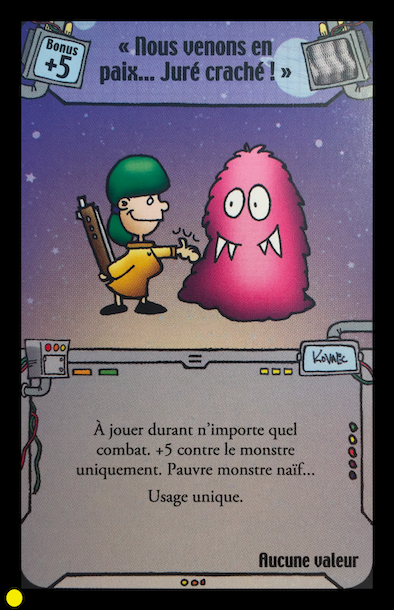 Bonus
+5
« Nous venons en
paix... Juré craché ! »
KOVALIC
À jouer durant n'importe quel
combat. +5 contre le monstre
uniquement. Pauvre monstre naïf...
Usage unique.
Aucune valeur